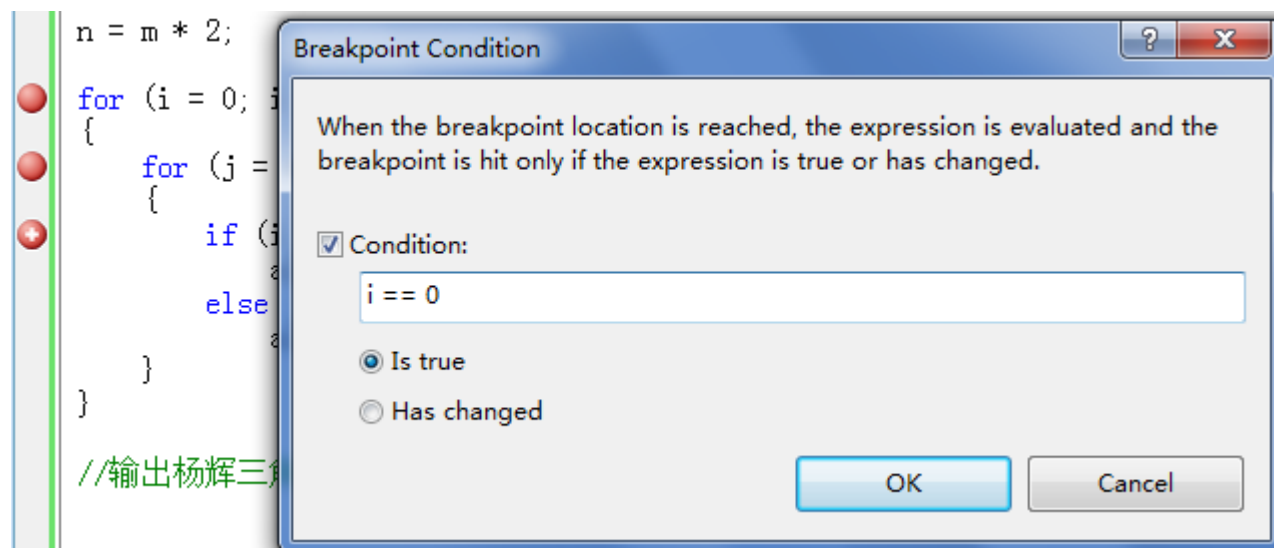 n = m * 2;
for (i = 0; i
{
for (j =
{
if (i
a
else
a
}
}
//输出杨辉三角
Breakpoint Condition
When the breakpoint location is reached, the expression is evaluated and the
breakpoint is hit only if the expression is true or has changed.
Condition:
i == 0
Is true
Has changed
OK
Cancel